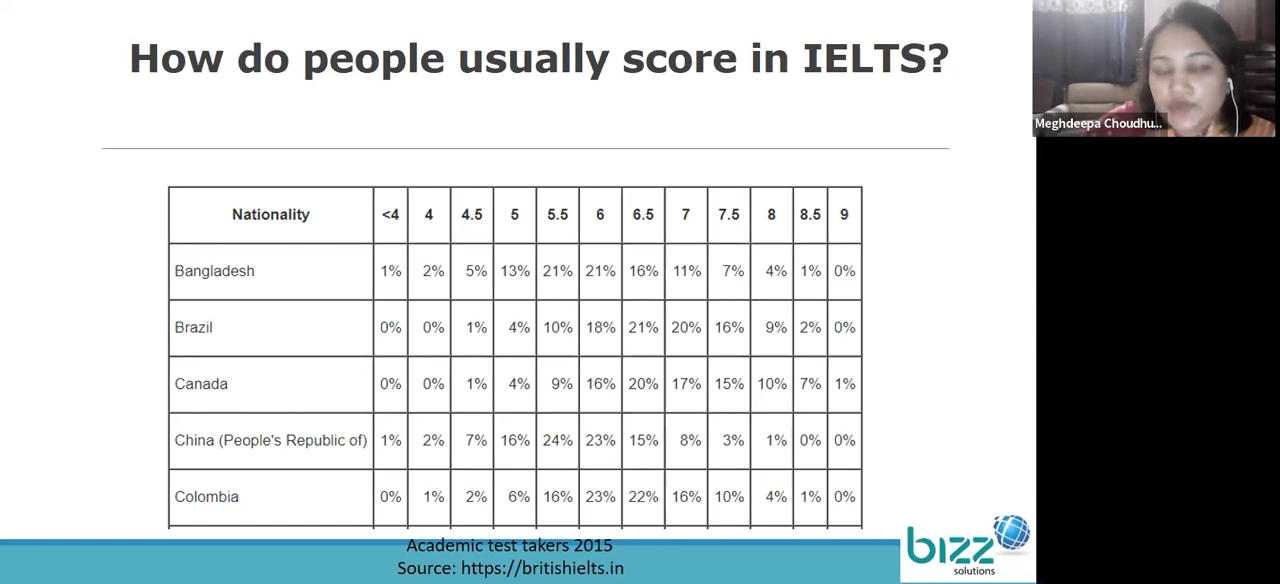 How do people usually score in IELTS?
Meghdeepa Choudhu...
Nationality <4 4 4.5 5 5.5 6 6.5 7 7.5 8 8.5 9
Bangladesh 1% 2% 5% 13% 21% 21% 16% 11% 7% 4% 1% 0%
Brazil 0% 0% 1% 4% 10% 18% 21% 20% 16% 9% 2% 0%
Canada 0% 0% 1% 4% 9% 16% 20% 17% 15% 10% 7% 1%
China (People's Republic of) 1% 2% 7% 16% 24% 23% 15% 8% 3% 1% 0% 0%
Colombia 0% 1% 2% 6% 16% 23% 22% 16% 10% 4% 1% 0%
Academic test takers 2015
Source: https://britishielts.in
bizz
solutions